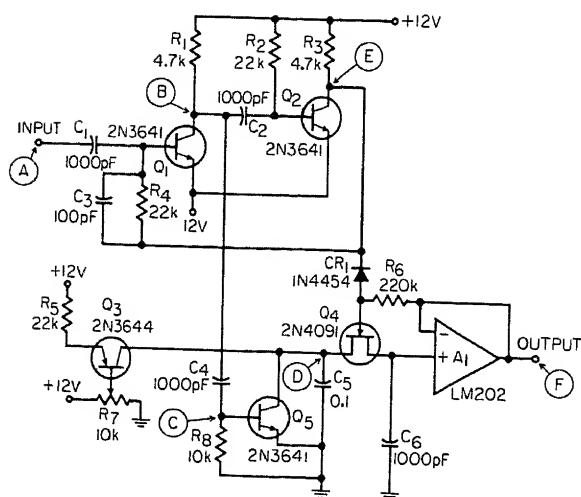 +12V
R1
4.7k
R2
22k
R3
4.7k
E
B
1000pF
C2
Q2
2N3641
INPUT
A
C1
1000pF
2N3641
Q1
C3
100pF
R4
22k
12V
+12V
R5
22k
Q3
2N3644
+12V
R7
10k
C4
1000pF
C
R8
10k
Q5
2N3641
D
C5
0.1
CR1
1N4454
Q4
2N4091
R6
220k
-
+ A1
LM202
OUTPUT
F
C6
1000pF